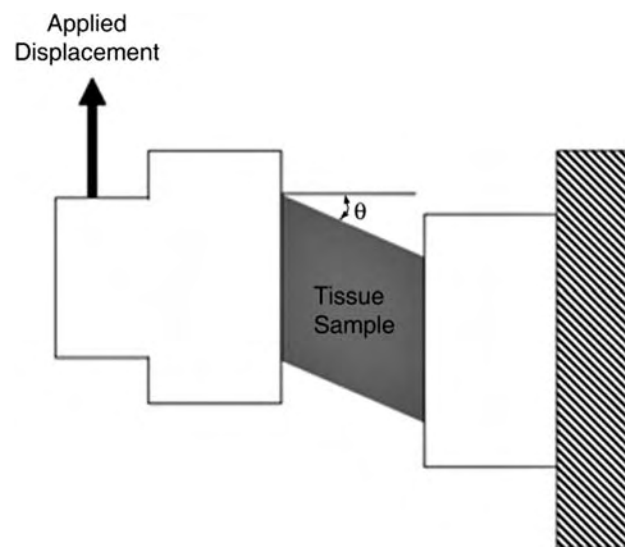 Applied
Displacement
θ
Tissue
Sample